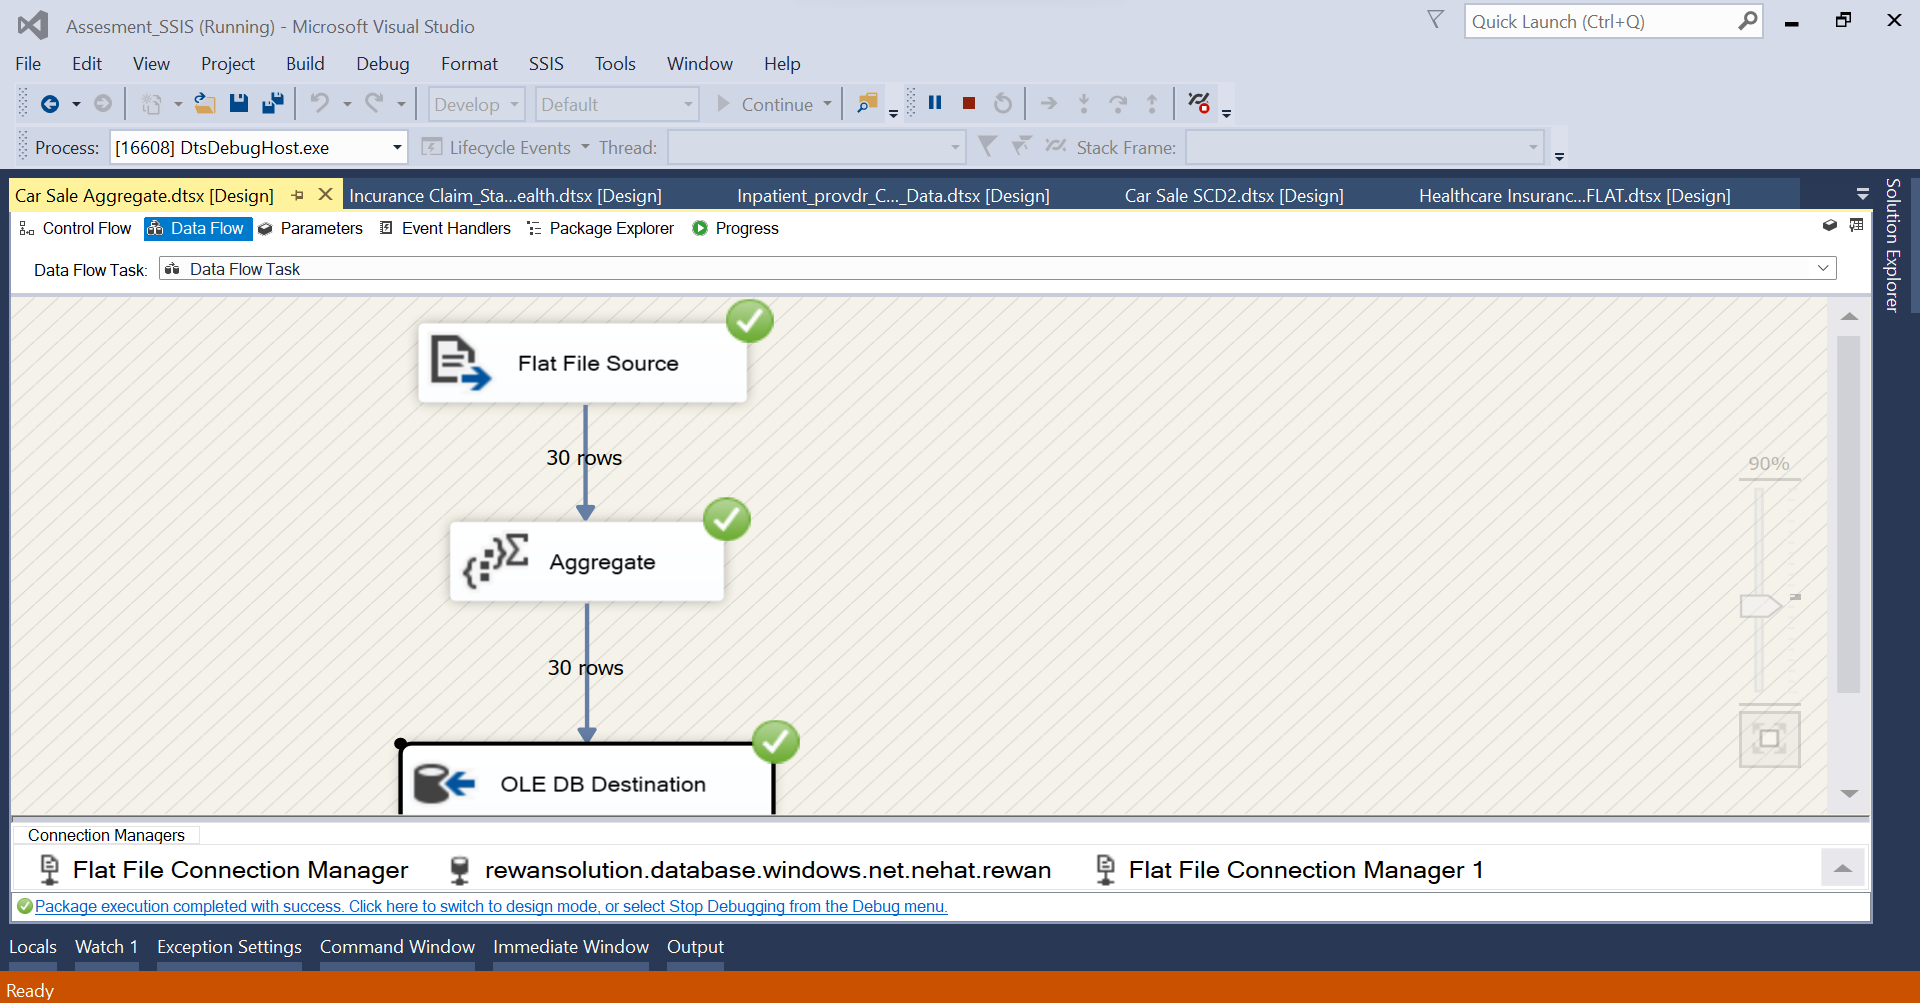 Assesment_SSIS (Running) - Microsoft Visual Studio
Quick Launch (Ctrl+Q)
File Edit View Project Build Debug Format SSIS Tools Window Help
Develop Default Continue
Process: [16608] DtsDebugHost.exe Lifecycle Events Thread: Stack Frame:
Car Sale Aggregate.dtsx [Design] Incurance Claim_Sta...ealth.dtsx [Design] Inpatient_provdr_C..._Data.dtsx [Design] Car Sale SCD2.dtsx [Design] Healthcare Insuranc...FLAT.dtsx [Design]
Solution Explorer
Control Flow Data Flow Parameters Event Handlers Package Explorer Progress
Data Flow Task: Data Flow Task
Flat File Source
30 rows
90%
Aggregate
30 rows
OLE DB Destination
Connection Managers
Flat File Connection Manager rewansolution.database.windows.net.nehat.rewan Flat File Connection Manager 1
Package execution completed with success. Click here to switch to design mode, or select Stop Debugging from the Debug menu.
Locals Watch 1 Exception Settings Command Window Immediate Window Output
Ready